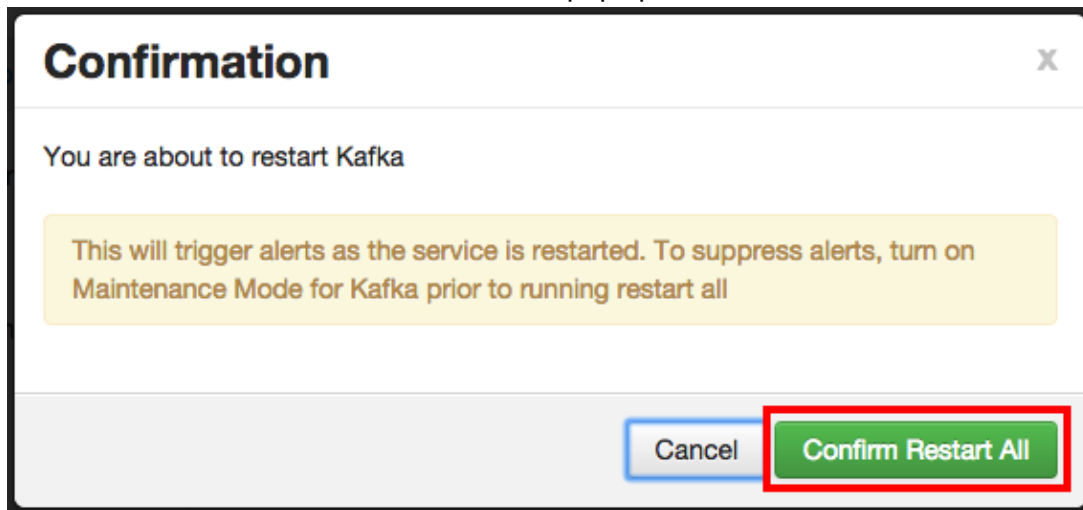 Confirmation
x
You are about to restart Kafka
This will trigger alerts as the service is restarted. To suppress alerts, turn on
Maintenance Mode for Kafka prior to running restart all
Cancel
Confirm Restart All